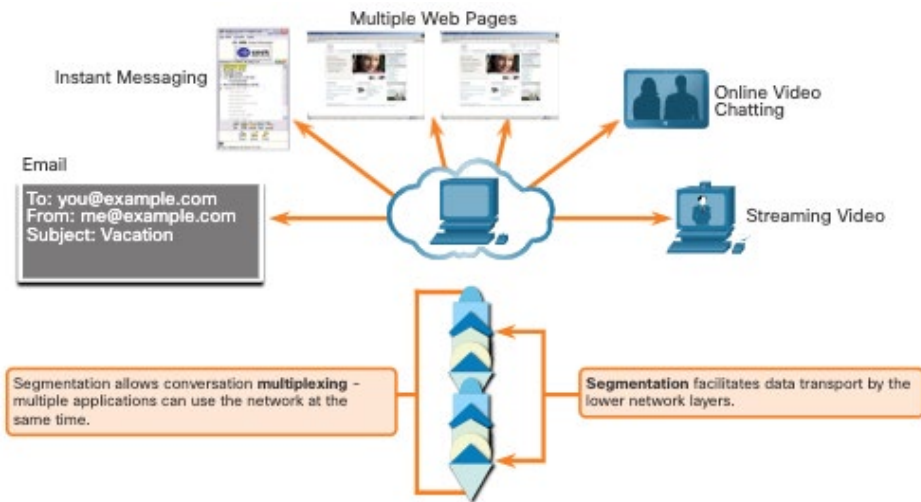 Multiple Web Pages
Instant Messaging
Online Video
Chatting
Email
To: you@example.com
From: me@example.com
Subject: Vacation
Streaming Video
Segmentation allows conversation multiplexing -
multiple applications can use the network at the
same time.
Segmentation facilitates data transport by the
lower network layers.